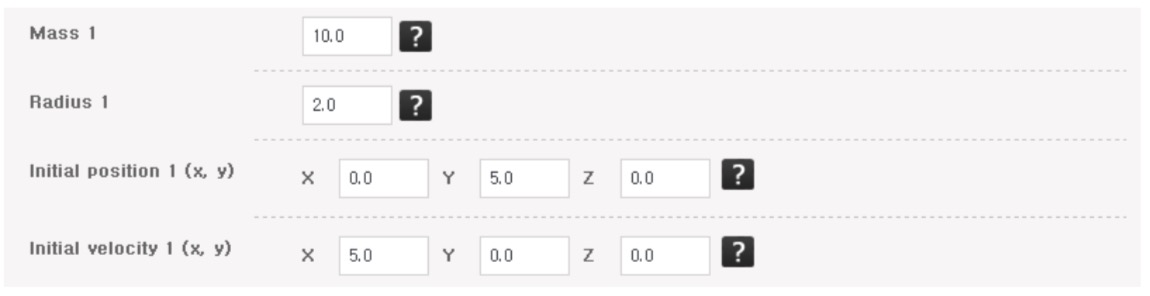 Mass 1 10.0 ?
Radius 1 2.0 ?
Initial position 1 (x, y) X 0.0 Y 5.0 Z 0.0 ?
Initial velocity 1 (x, y) X 5.0 Y 0.0 Z 0.0 ?